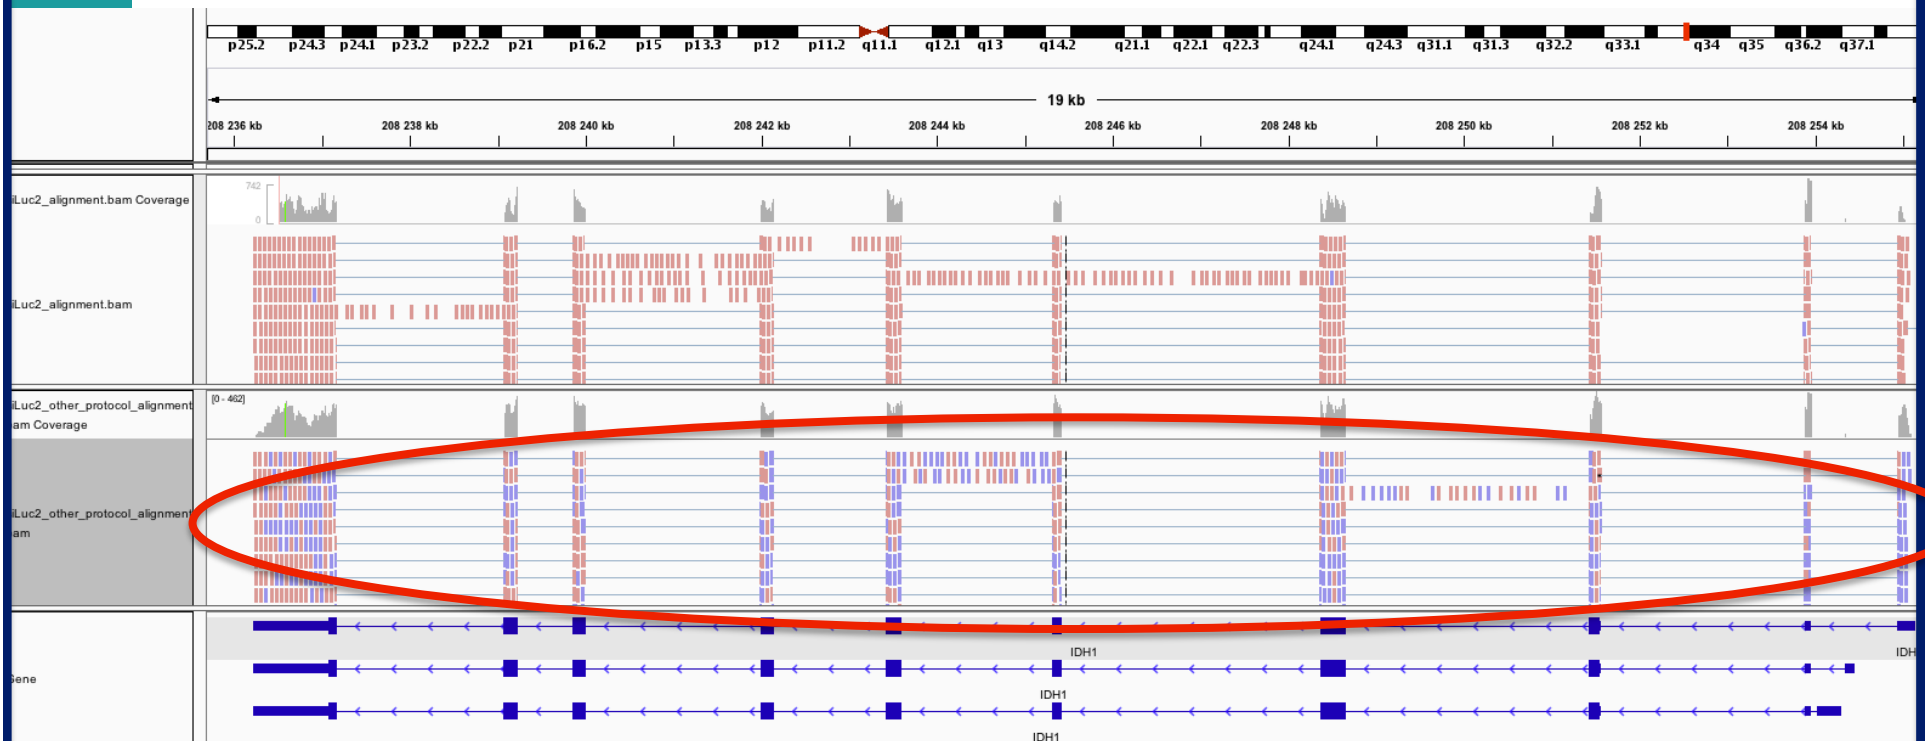 p25.2 p24.3 p24.1 p23.2 p22.2 p21 p16.2 p15 p13.3 p12 p11.2 q11.1 q12.1 q13 q14.2 q21.1 q22.1 q22.3 q24.1 q24.3 q31.1 q31.3 q32.2 q33.1 q34 q35 q36.2 q37.1
19 kb
208 236 kb 208 238 kb 208 240 kb 208 242 kb 208 244 kb 208 246 kb 208 248 kb 208 250 kb 208 252 kb 208 254 kb
742
iLuc2_alignment.bam Coverage
0
iLuc2_alignment.bam
[0 - 462]
iLuc2_other_protocol_alignment
am Coverage
iLuc2_other_protocol_alignment
am
IDH1 IDH
Gene
IDH1
IDH1